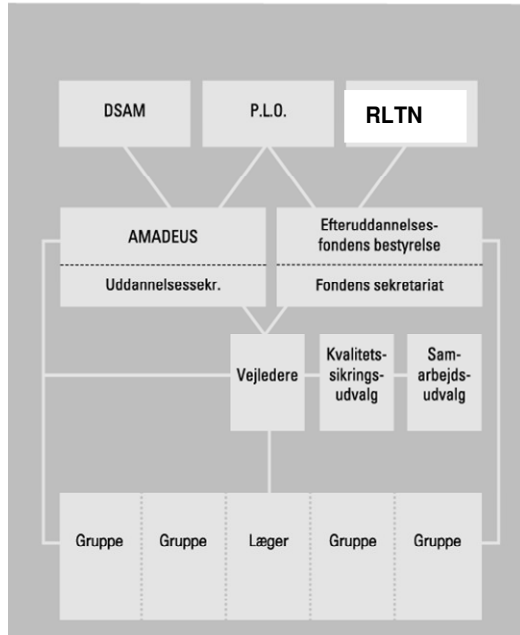 DSAM
P.L.O.
RLTN
AMADEUS
Uddannelsessekr.
Efteruddannelses-
fondens bestyrelse
Fondens sekretariat
Vejledere
Kvalitets-
sikrings-
udvalg
Sam-
arbejds-
udvalg
Gruppe
Gruppe
Læger
Gruppe
Gruppe